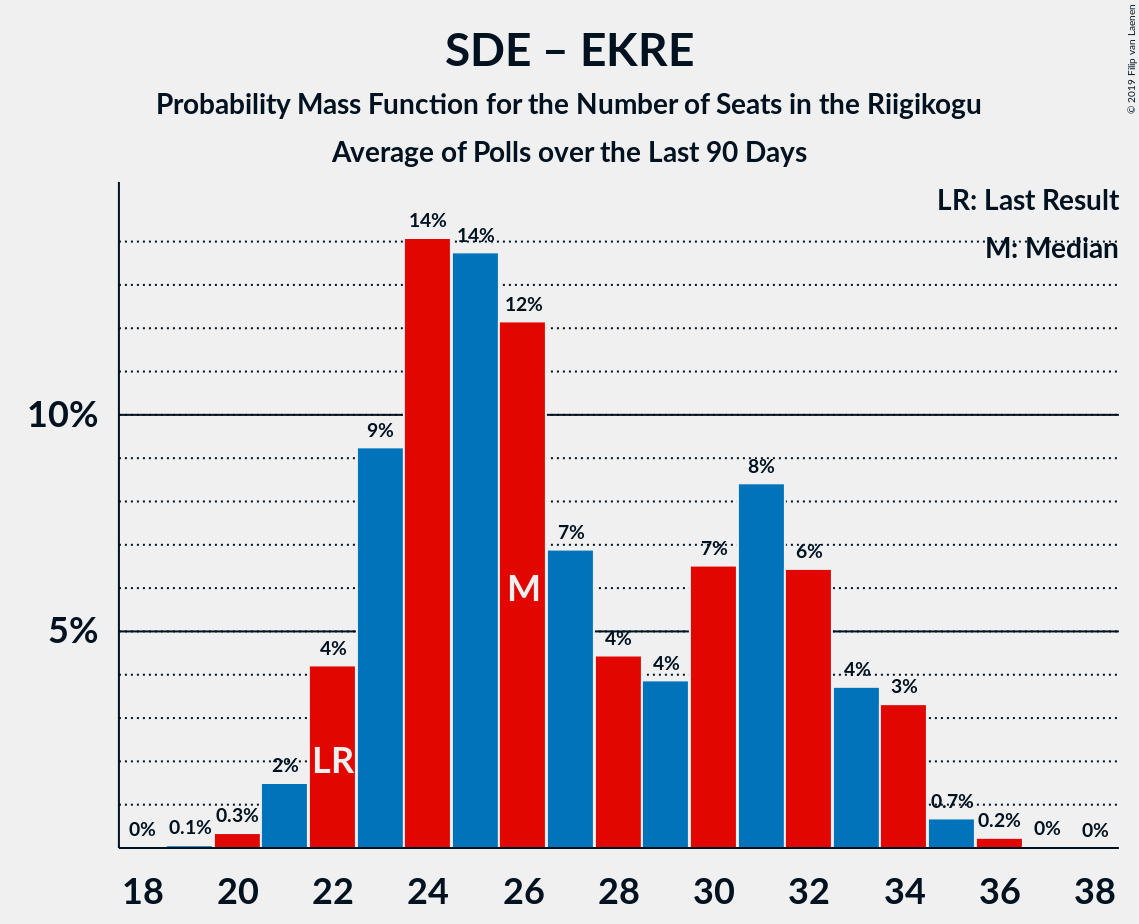 SDE – EKRE
Probability Mass Function for the Number of Seats in the Riigikogu
Average of Polls over the Last 90 Days
© 2019 Filip van Laenen
LR: Last Result
M: Median
10%
5%
0%
0.1%
0.3%
2%
4%
9%
14%
14%
12%
7%
4%
4%
7%
8%
6%
4%
3%
0.7%
0.2%
0%
0%
LR
M
18 20 22 24 26 28 30 32 34 36 38